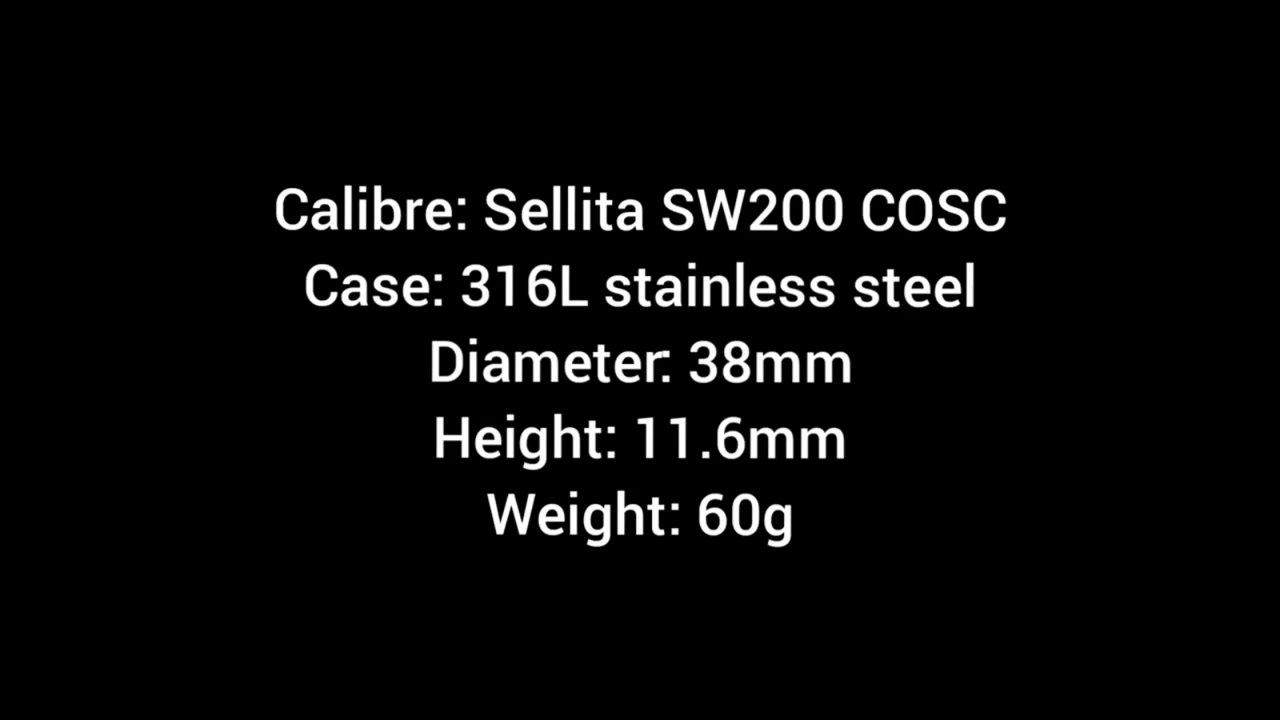 Calibre: Sellita SW200 COSC
Case: 316L stainless steel
Diameter: 38mm
Height: 11.6mm
Weight: 60g